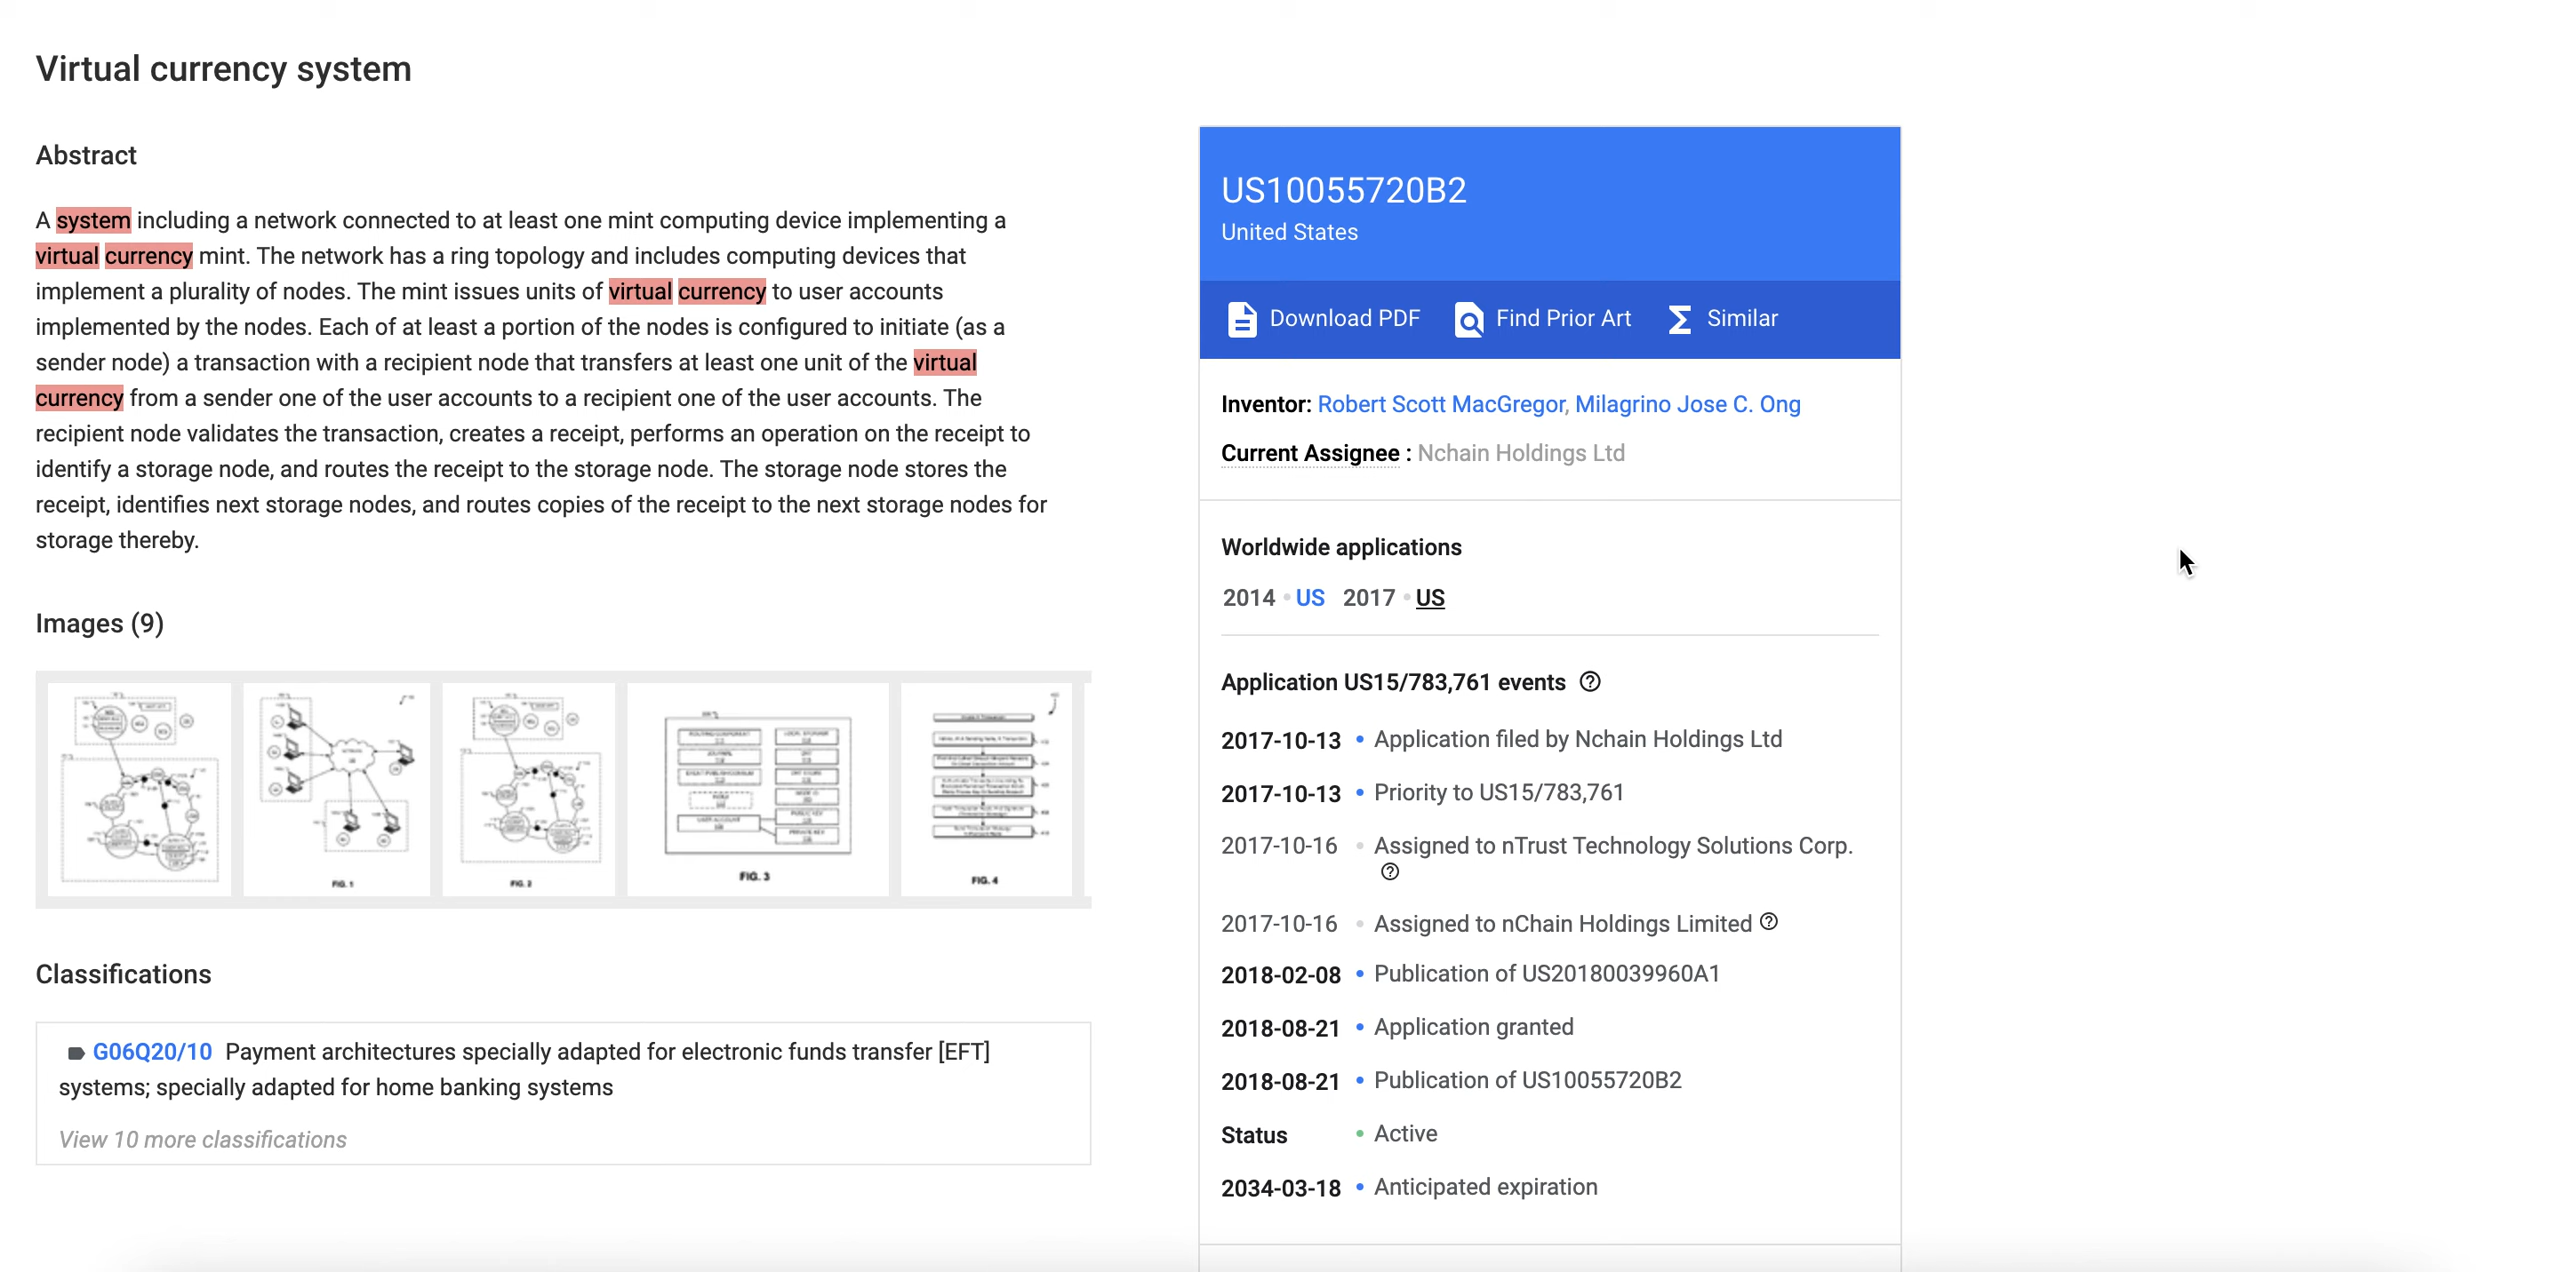 Virtual currency system
Abstract
A system including a network connected to at least one mint computing device implementing a
virtual currency mint. The network has a ring topology and includes computing devices that
implement a plurality of nodes. The mint issues units of virtual currency to user accounts
implemented by the nodes. Each of at least a portion of the nodes is configured to initiate (as a
sender node) a transaction with a recipient node that transfers at least one unit of the virtual
currency from a sender one of the user accounts to a recipient one of the user accounts. The
recipient node validates the transaction, creates a receipt, performs an operation on the receipt to
identify a storage node, and routes the receipt to the storage node. The storage node stores the
receipt, identifies next storage nodes, and routes copies of the receipt to the next storage nodes for
storage thereby.
Images (9)
FIG. 1
FIG. 2
FIG. 3
FIG. 4
Classifications
G06Q20/10 Payment architectures specially adapted for electronic funds transfer [EFT]
systems; specially adapted for home banking systems
View 10 more classifications
US10055720B2
United States
Download PDF Find Prior Art Similar
Inventor: Robert Scott MacGregor, Milagrino Jose C. Ong
Current Assignee : Nchain Holdings Ltd
Worldwide applications
2014 • US 2017 • US
Application US15/783,761 events
2017-10-13 • Application filed by Nchain Holdings Ltd
2017-10-13 • Priority to US15/783,761
2017-10-16 • Assigned to nTrust Technology Solutions Corp.
2017-10-16 • Assigned to nChain Holdings Limited
2018-02-08 • Publication of US20180039960A1
2018-08-21 • Application granted
2018-08-21 • Publication of US10055720B2
Status • Active
2034-03-18 • Anticipated expiration